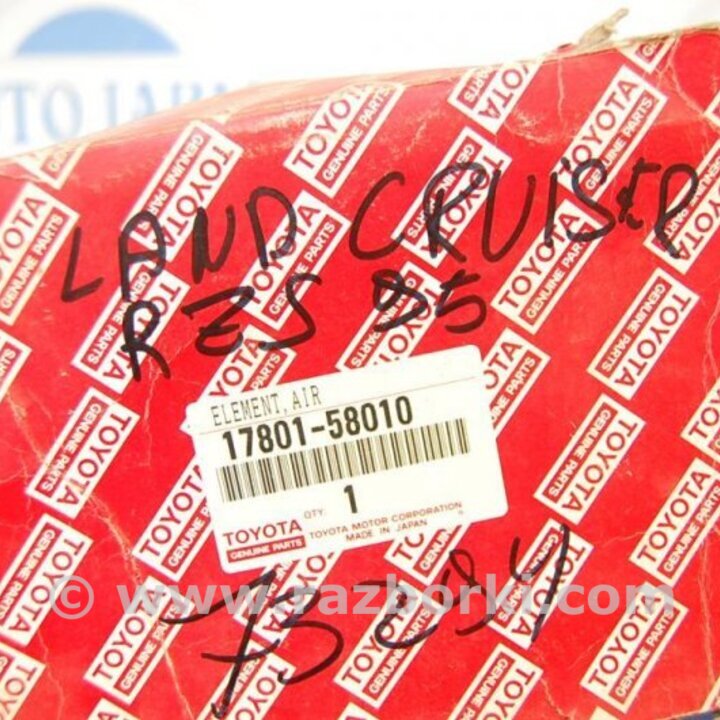 LAND CRUISER
RZS 95
ELEMENT, AIR
17801-58010
QTY. 1
TOYOTA
GENUINE PARTS
TOYOTA MOTOR CORPORATION
MADE IN JAPAN
© www.razborki.com
TOYOTA
GENUINE PARTS